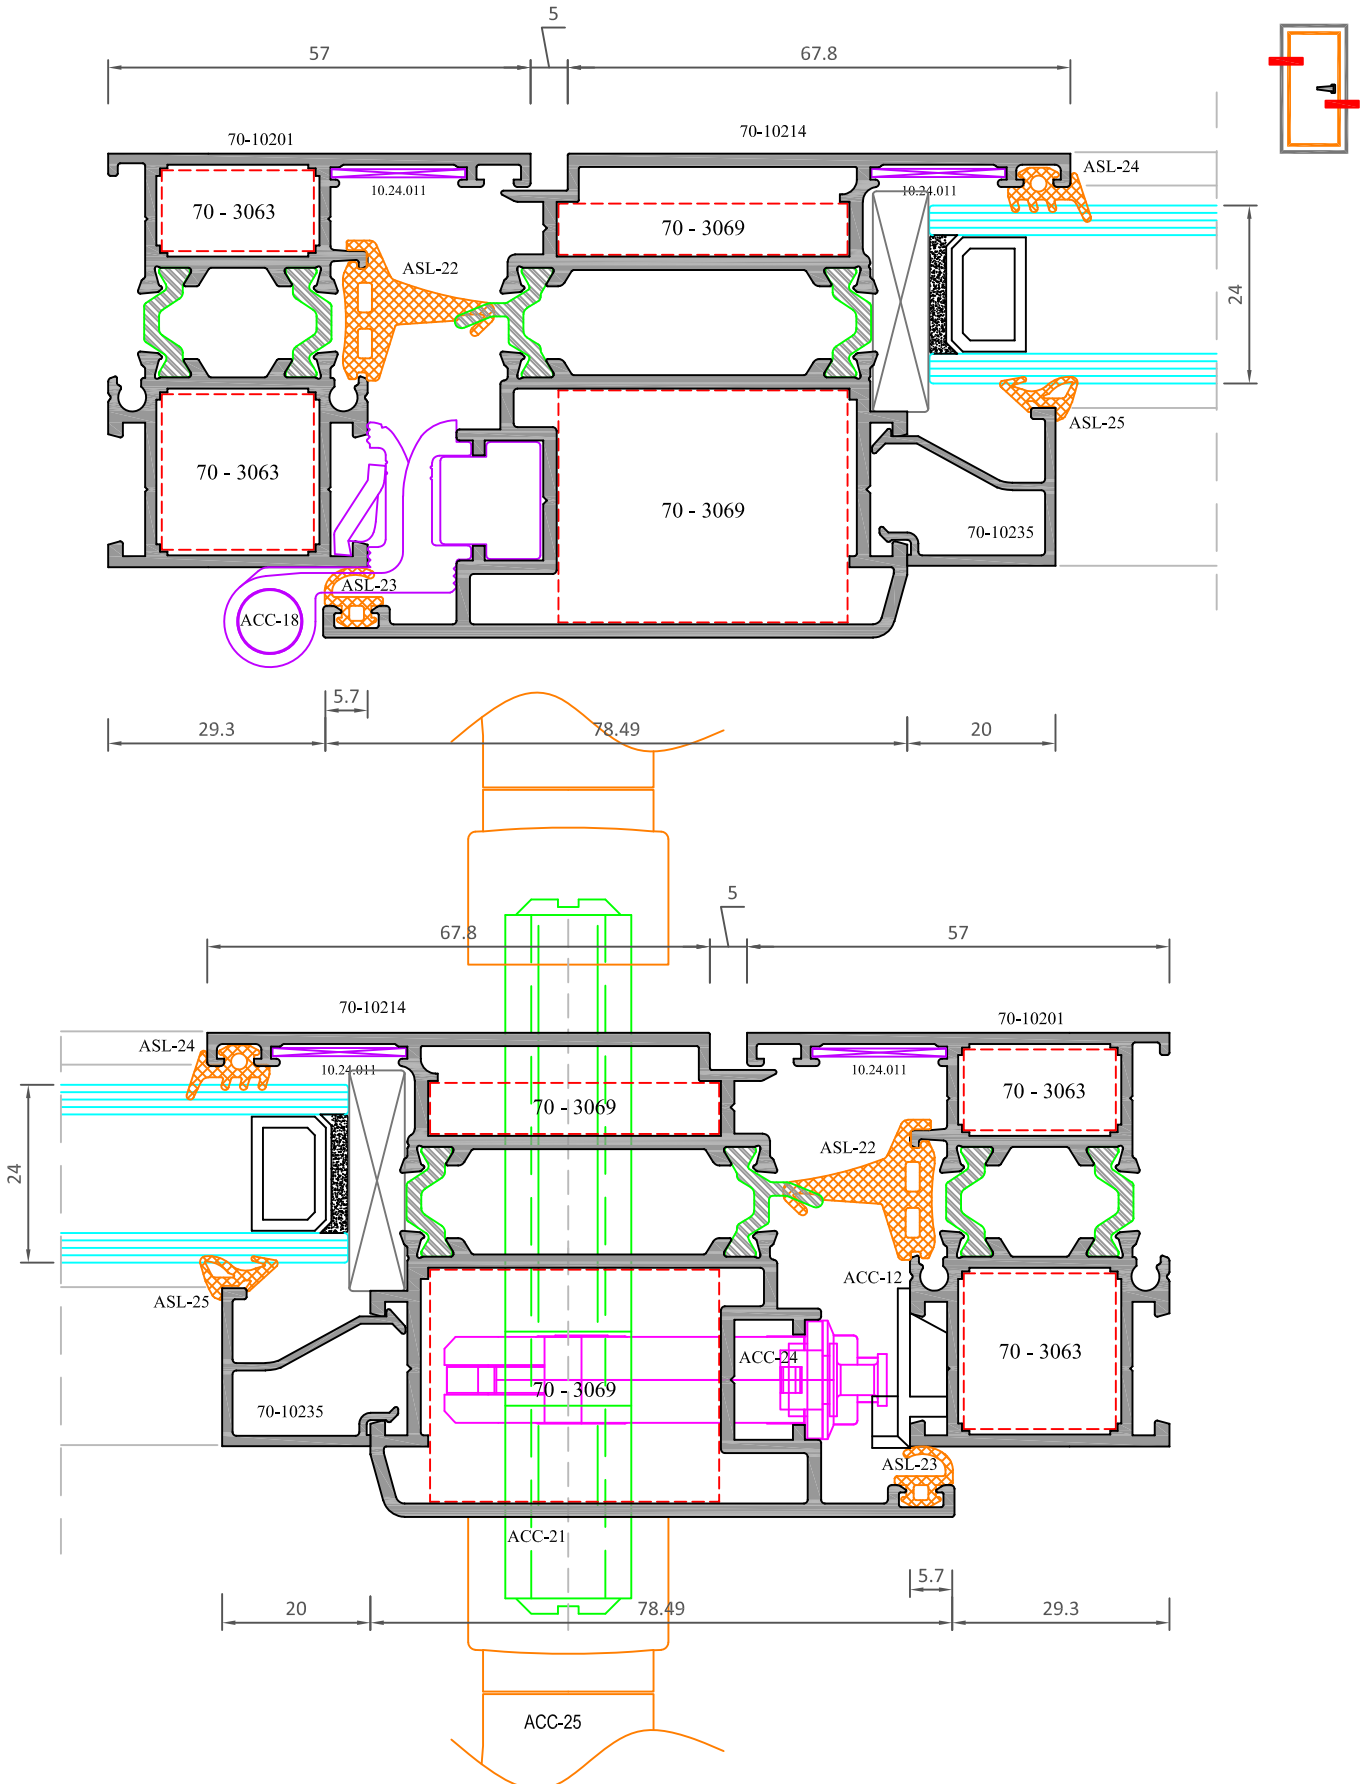 5
57
67.8
70-10201
70-10214
ASL-24
10.24.011
10.24.011
70 - 3063
70 - 3069
ASL-22
24
ASL-25
70 - 3063
70 - 3069
70-10235
ASL-23
ACC-18
5.7
29.3
78.49
20
5
67.8
57
70-10214
70-10201
ASL-24
10.24.011
10.24.011
70 - 3069
70 - 3063
ASL-22
24
ACC-12
ASL-25
ACC-24
70 - 3063
70 - 3069
70-10235
ASL-23
ACC-21
5.7
20
78.49
29.3
ACC-25